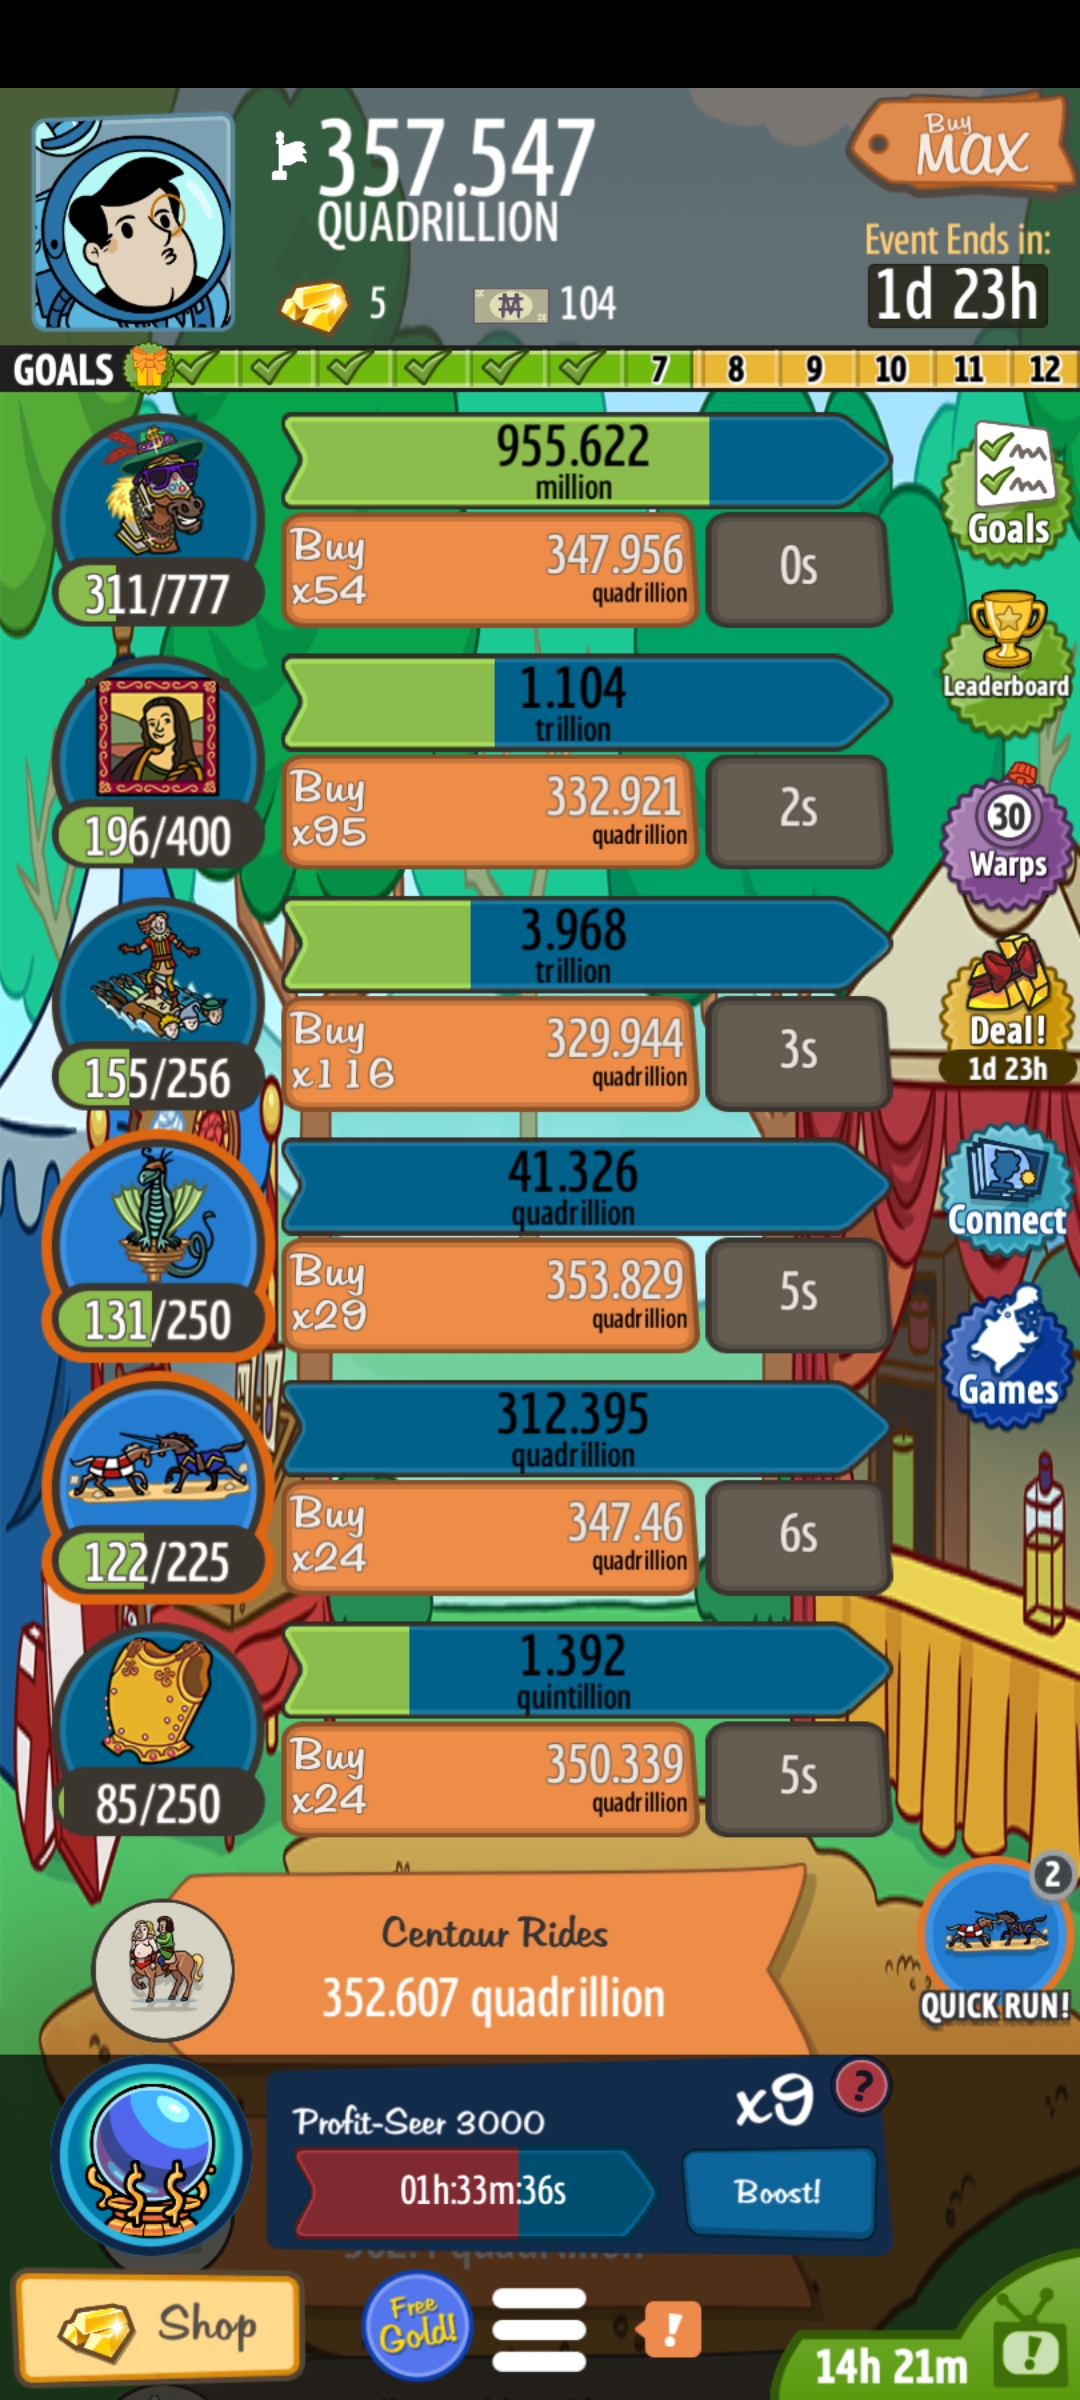 357.547
QUADRILLION
Buy
MAX
5
104
Event Ends in:
1d 23h
GOALS 7 8 9 10 11 12
955.622
million
311/777
Buy
x54
347.956
quadrillion
0s
Goals
1.104
trillion
196/400
Buy
x95
332.921
quadrillion
2s
Leaderboard
30
Warps
3.968
trillion
155/256
Buy
x116
329.944
quadrillion
3s
Deal!
1d 23h
41.326
quadrillion
131/250
Buy
x29
353.829
quadrillion
5s
Connect
Games
312.395
quadrillion
122/225
Buy
x24
347.46
quadrillion
6s
1.392
quintillion
85/250
Buy
x24
350.339
quadrillion
5s
Centaur Rides
352.607 quadrillion
2
QUICK RUN!
Profit-Seer 3000
x9
?
01h:33m:36s
Boost!
Shop
Free
Gold!
!
14h 21m
!